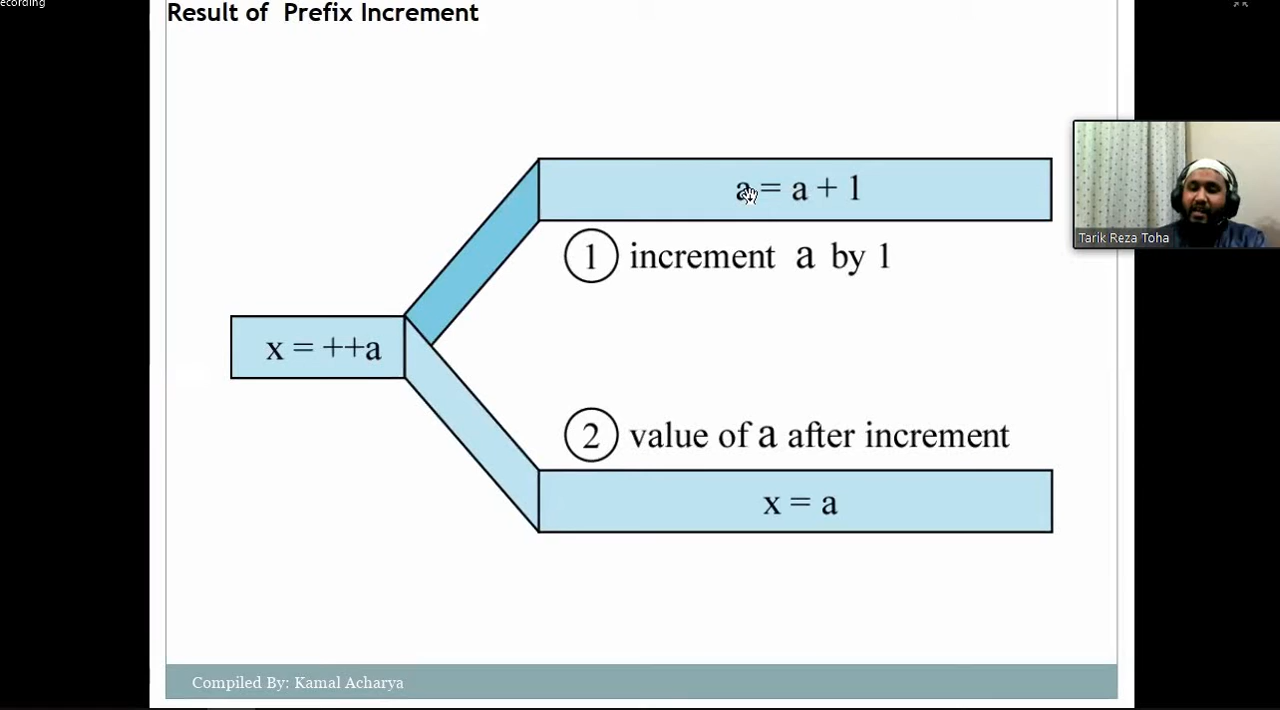 ecording
Result of Prefix Increment
a = a + 1
1 increment a by 1
Tarik Reza Toha
x = ++a
2 value of a after increment
x = a
Compiled By: Kamal Acharya